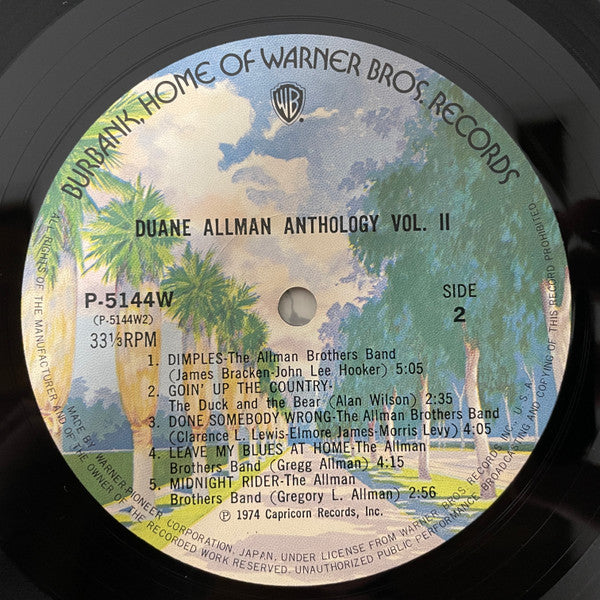 BURBANK, HOME OF WARNER BROS. RECORDS
WB
DUANE ALLMAN ANTHOLOGY VOL. II
P-5144W
(P-5144W2)
33⅓RPM
SIDE
2
1. DIMPLES-The Allman Brothers Band
(James Bracken-John Lee Hooker) 5:05
2. GOIN' UP THE COUNTRY-
The Duck and the Bear (Alan Wilson) 2:35
3. DONE SOMEBODY WRONG-The Allman Brothers Band
(Clarence L. Lewis-Elmore James-Morris Levy) 4:05
4. LEAVE MY BLUES AT HOME-The Allman
Brothers Band (Gregg Allman) 4:15
5. MIDNIGHT RIDER-The Allman
Brothers Band (Gregory L. Allman) 2:56
℗ 1974 Capricorn Records, Inc.
MADE BY WARNER-PIONEER CORPORATION, JAPAN, UNDER LICENSE FROM WARNER BROS. RECORDS INC., U.S.A.
ALL RIGHTS OF THE MANUFACTURER AND OF THE OWNER OF THE RECORDED WORK RESERVED. UNAUTHORIZED PUBLIC PERFORMANCE BROADCASTING AND COPYING OF THIS RECORD PROHIBITED